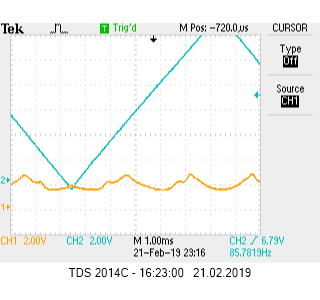 Tek T Trig'd M Pos: -720.0µs CURSOR
Type
Off
Source
CH1
2
1
CH1 2.00V CH2 2.00V M 1.00ms CH2 / 6.79V
21-Feb-19 23:16 85.7819Hz
TDS 2014C - 16:23:00 21.02.2019